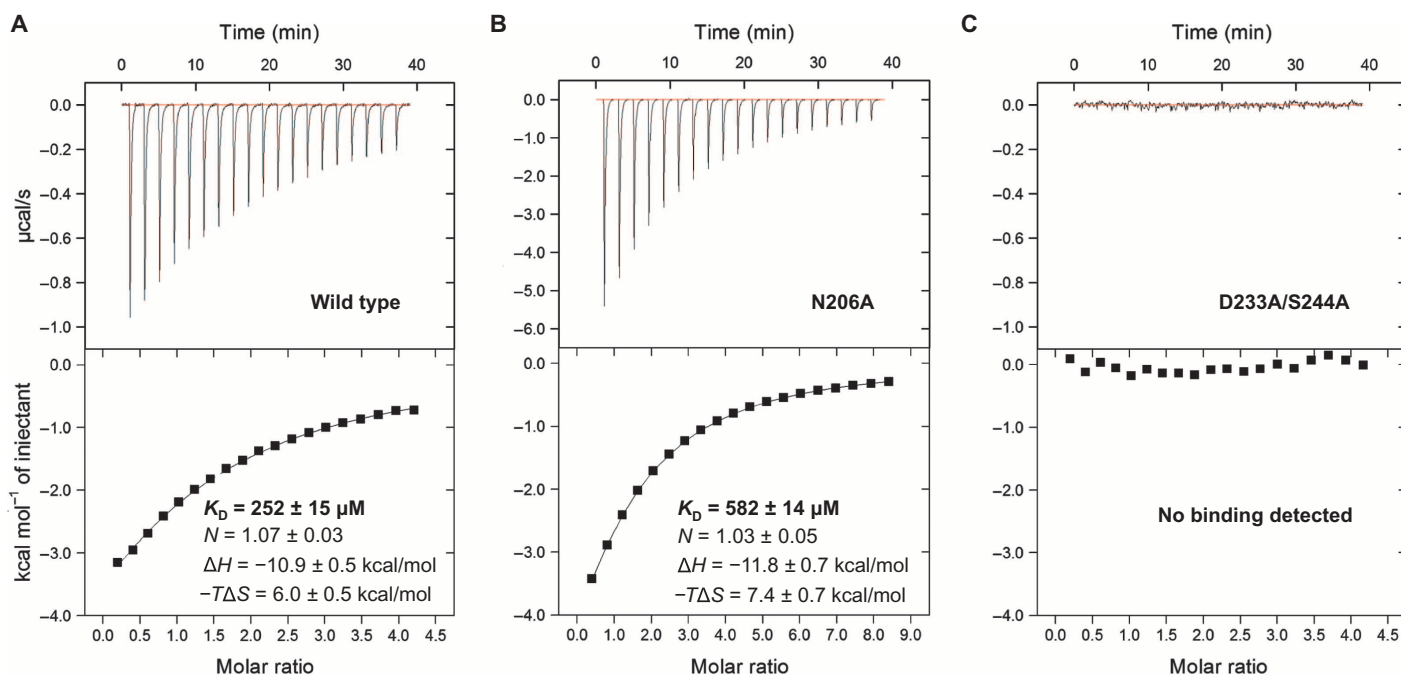 A
Time (min)
0 10 20 30 40
µcal/s
0.0
−0.2
−0.4
−0.6
−0.8
−1.0
Wild type
kcal mol⁻¹ of injectant
0.0
−1.0
−2.0
−3.0
−4.0
K_D = 252 ± 15 µM
N = 1.07 ± 0.03
ΔH = −10.9 ± 0.5 kcal/mol
−TΔS = 6.0 ± 0.5 kcal/mol
0.0 0.5 1.0 1.5 2.0 2.5 3.0 3.5 4.0 4.5
Molar ratio
B
Time (min)
0 10 20 30 40
0.0
−1.0
−2.0
−3.0
−4.0
−5.0
−6.0
N206A
0.0
−1.0
−2.0
−3.0
−4.0
K_D = 582 ± 14 µM
N = 1.03 ± 0.05
ΔH = −11.8 ± 0.7 kcal/mol
−TΔS = 7.4 ± 0.7 kcal/mol
0.0 1.0 2.0 3.0 4.0 5.0 6.0 7.0 8.0 9.0
Molar ratio
C
Time (min)
0 10 20 30 40
0.0
−0.2
−0.4
−0.6
−0.8
−1.0
D233A/S244A
0.0
−1.0
−2.0
−3.0
−4.0
No binding detected
0.0 0.5 1.0 1.5 2.0 2.5 3.0 3.5 4.0 4.5
Molar ratio